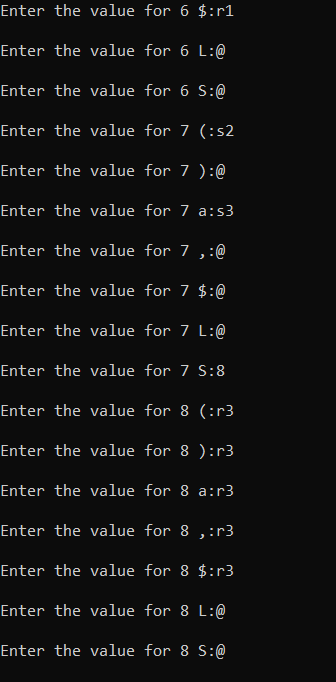 Enter the value for 6 $:r1
Enter the value for 6 L:@
Enter the value for 6 S:@
Enter the value for 7 (:s2
Enter the value for 7 ):@
Enter the value for 7 a:s3
Enter the value for 7 ,:@
Enter the value for 7 $:@
Enter the value for 7 L:@
Enter the value for 7 S:8
Enter the value for 8 (:r3
Enter the value for 8 ):r3
Enter the value for 8 a:r3
Enter the value for 8 ,:r3
Enter the value for 8 $:r3
Enter the value for 8 L:@
Enter the value for 8 S:@